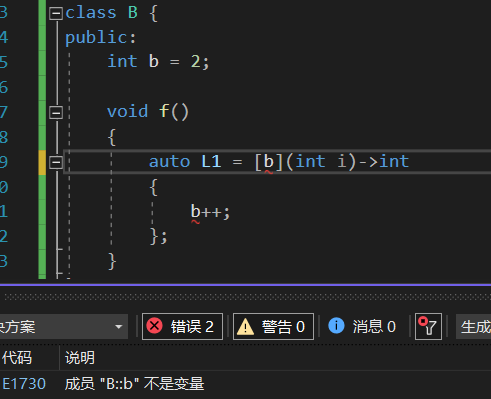 3 class B {
4 public:
5 int b = 2;
6
7 void f()
8 {
9 auto L1 = [b](int i)->int
0 {
1 b++;
2 };
3 }
决方案 错误 2 警告 0 消息 0 生成
代码 说明
E1730 成员 "B::b" 不是变量